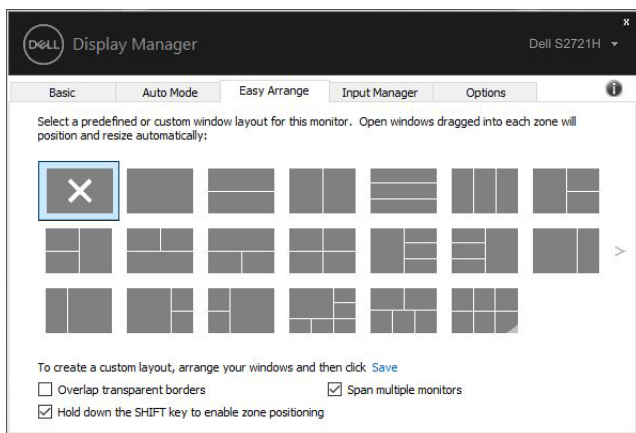 x
DELL Display Manager Dell S2721H
Basic Auto Mode Easy Arrange Input Manager Options
Select a predefined or custom window layout for this monitor. Open windows dragged into each zone will
position and resize automatically:
To create a custom layout, arrange your windows and then click Save
Overlap transparent borders Span multiple monitors
Hold down the SHIFT key to enable zone positioning